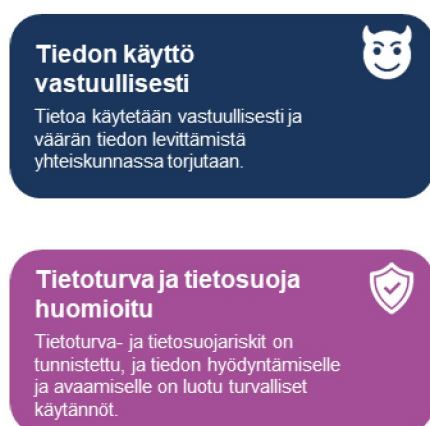 Tiedon käyttö
vastuullisesti
Tietoa käytetään vastuullisesti ja
väärän tiedon levittämistä
yhteiskunnassa torjutaan.
Tietoturva ja tietosuoja
huomioitu
Tietoturva- ja tietosuojariskit on
tunnistettu, ja tiedon hyödyntämiselle
ja avaamiselle on luotu turvalliset
käytännöt.